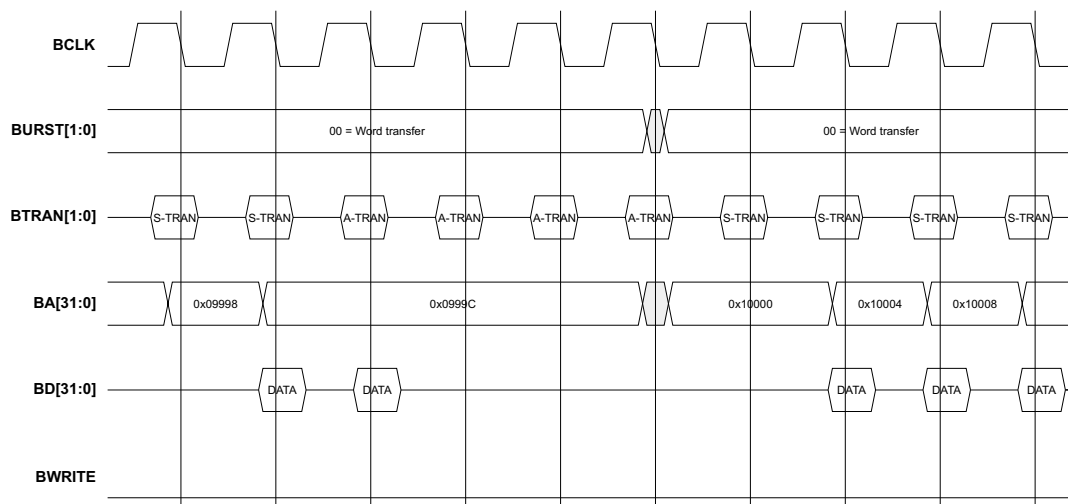 BCLK
BURST[1:0] 00 = Word transfer 00 = Word transfer
BTRAN[1:0] S-TRAN S-TRAN A-TRAN A-TRAN A-TRAN A-TRAN S-TRAN S-TRAN S-TRAN S-TRAN
BA[31:0] 0x09998 0x0999C 0x10000 0x10004 0x10008
BD[31:0] DATA DATA DATA DATA DATA
BWRITE